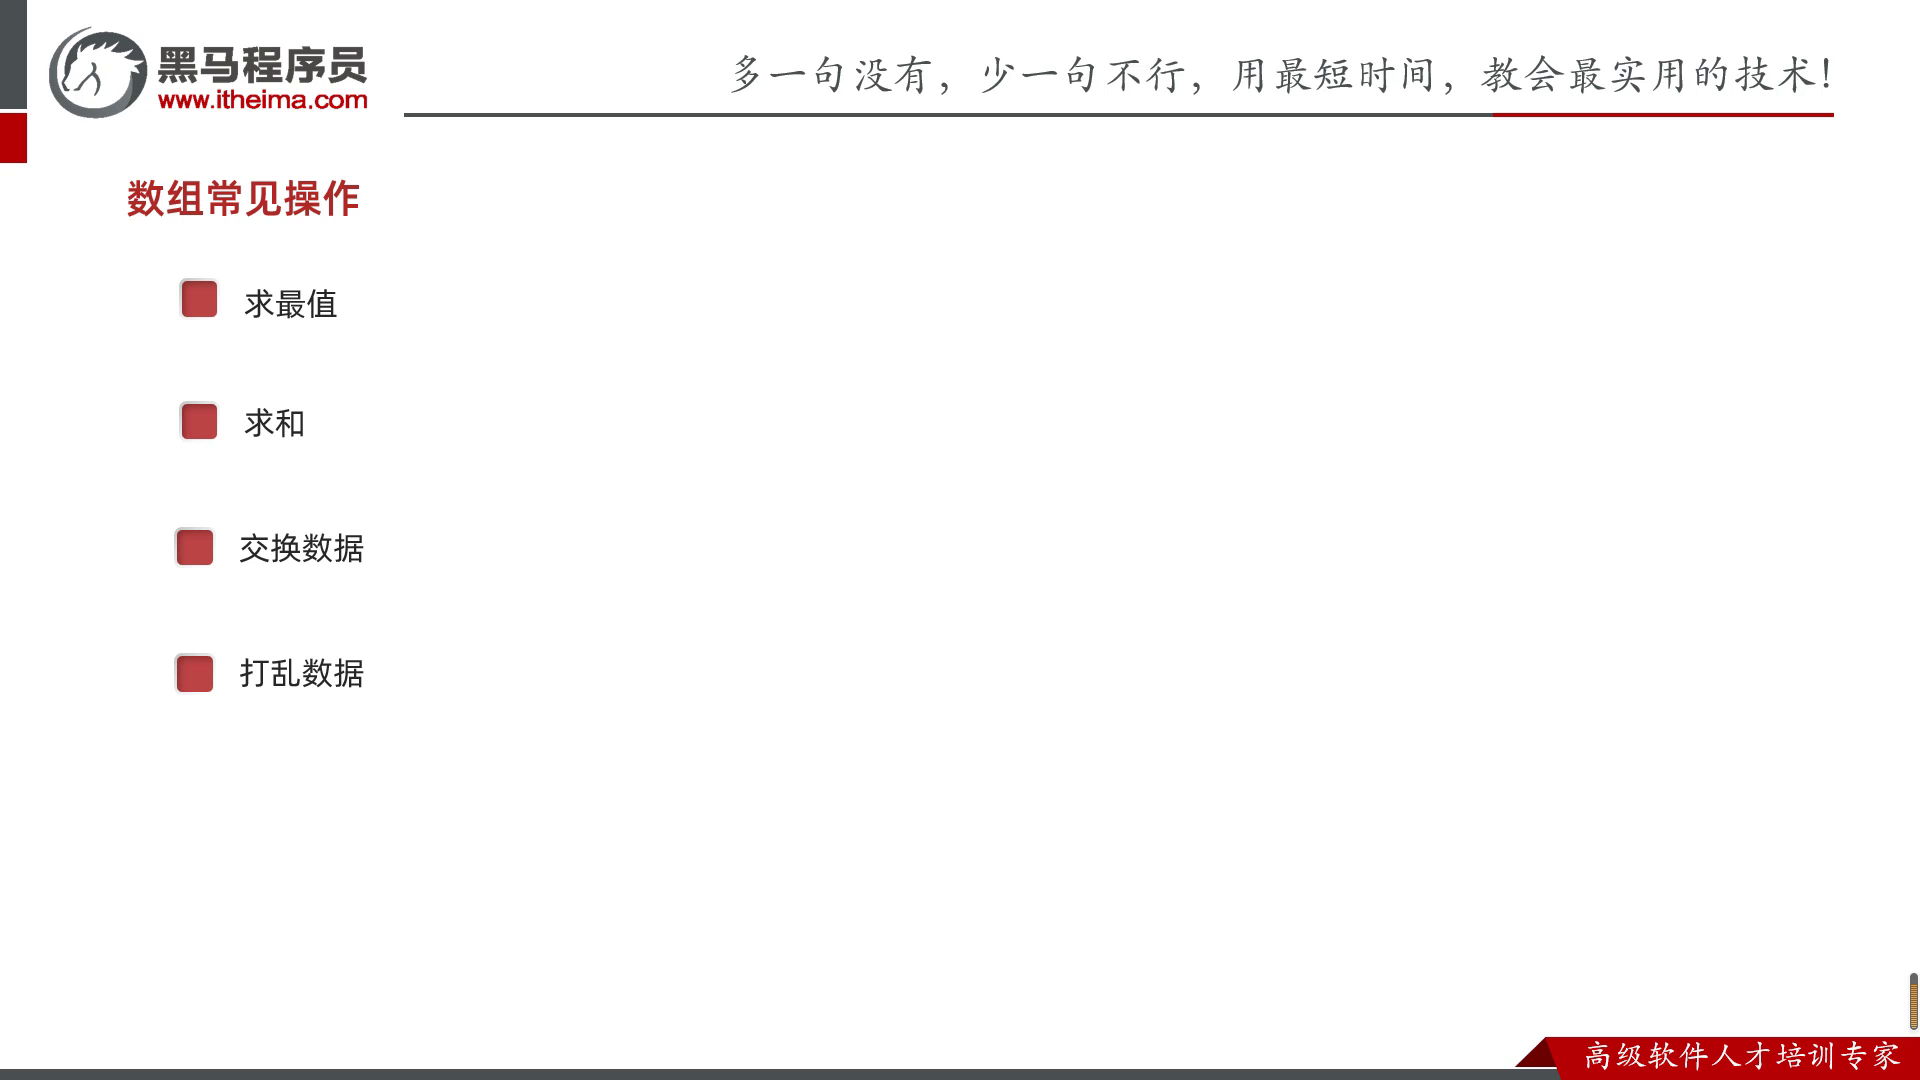 黑马程序员
www.itheima.com
多一句没有，少一句不行，用最短时间，教会最实用的技术！
数组常见操作
求最值
求和
交换数据
打乱数据
高级软件人才培训专家